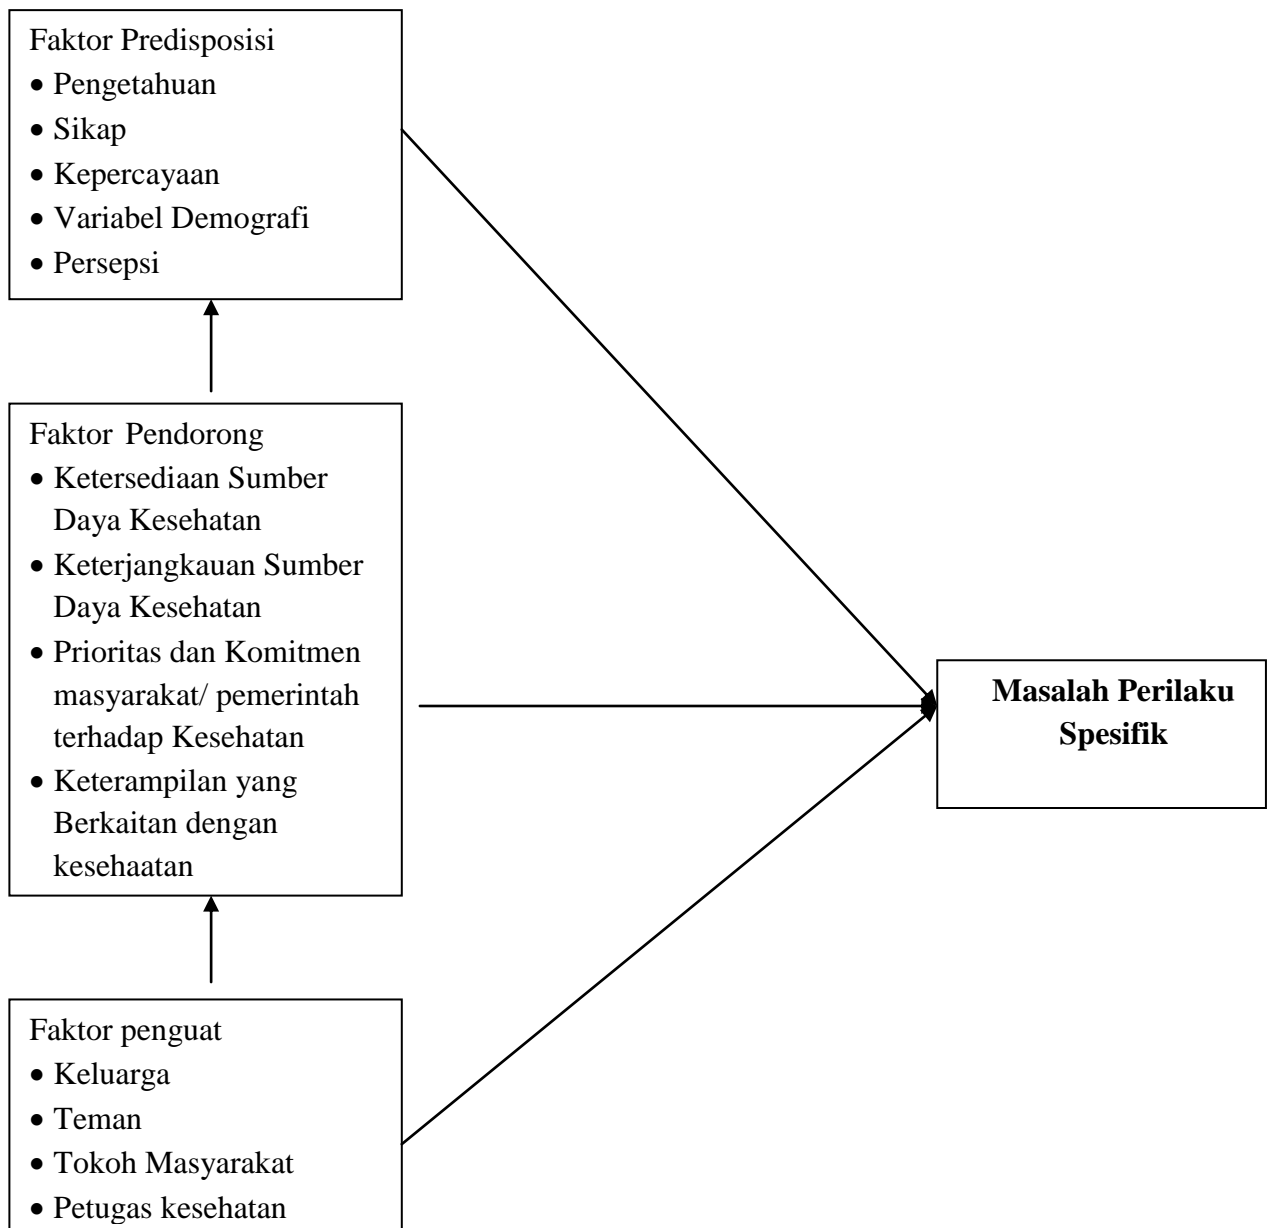 Faktor Predisposisi
• Pengetahuan
• Sikap
• Kepercayaan
• Variabel Demografi
• Persepsi
Faktor Pendorong
• Ketersediaan Sumber
Daya Kesehatan
• Keterjangkauan Sumber
Daya Kesehatan
• Prioritas dan Komitmen
masyarakat/ pemerintah
terhadap Kesehatan
• Keterampilan yang
Berkaitan dengan
kesehaatan
Masalah Perilaku
Spesifik
Faktor penguat
• Keluarga
• Teman
• Tokoh Masyarakat
• Petugas kesehatan